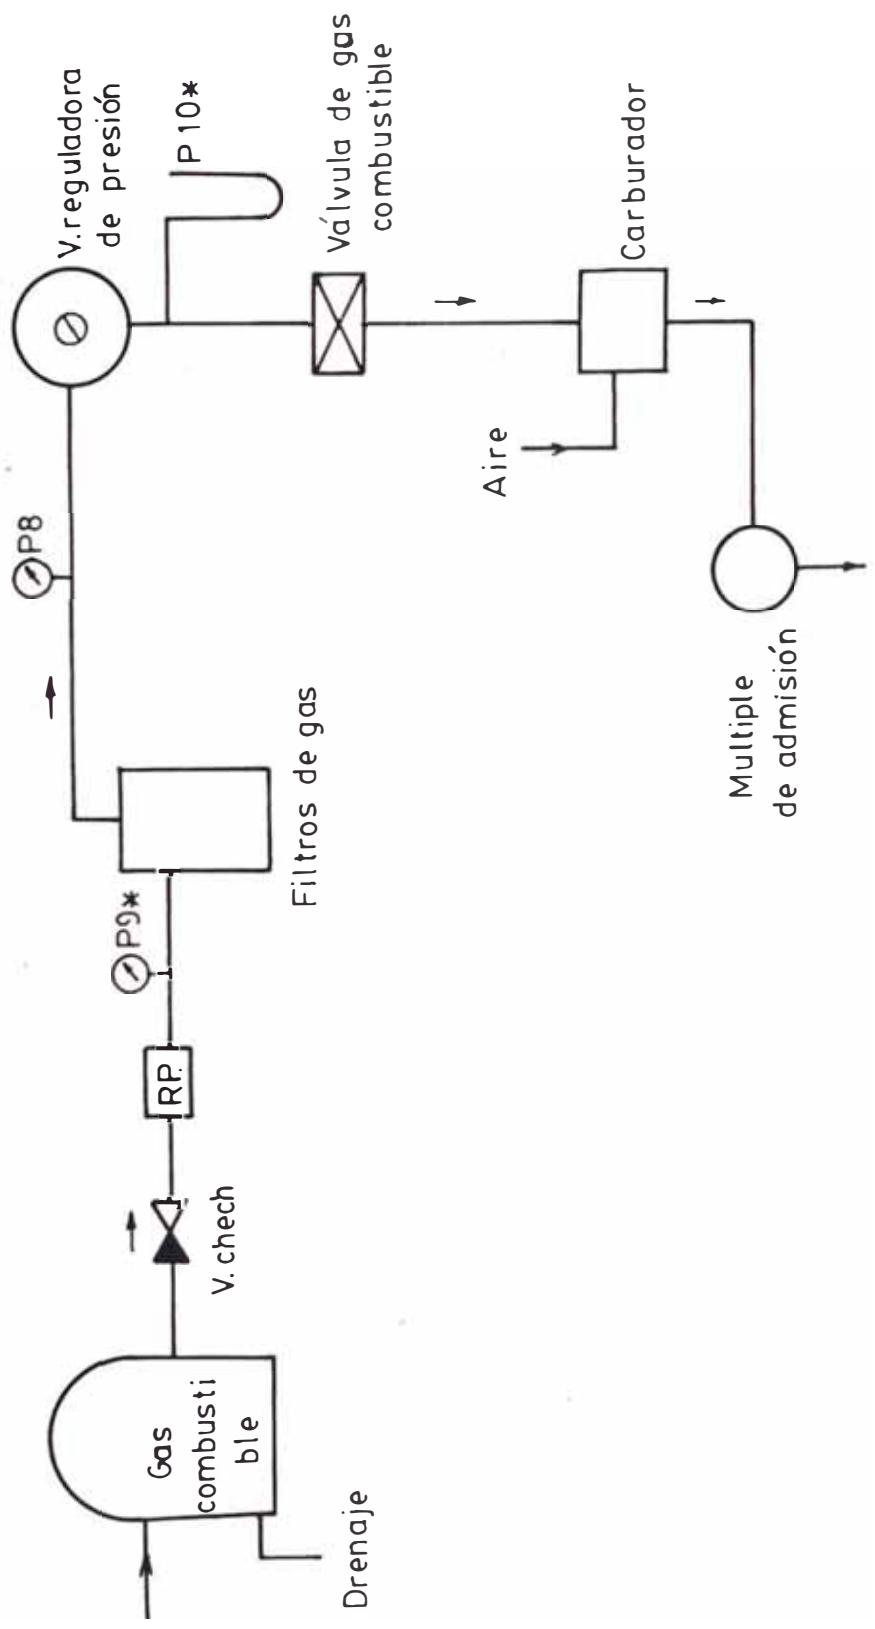 Gas
combusti
ble
Drenaje
V.chech
RP.
P9*
Filtros de gas
P8
V.reguladora
de presión
P10*
Válvula de gas
combustible
Aire
Carburador
Multiple
de admisión